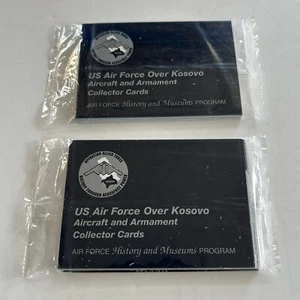 US Air Force Over Kosovo
Aircraft and Armament
Collector Cards
AIR FORCE History and Museums PROGRAM
US Air Force Over Kosovo
Aircraft and Armament
Collector Cards
AIR FORCE History and Museums PROGRAM